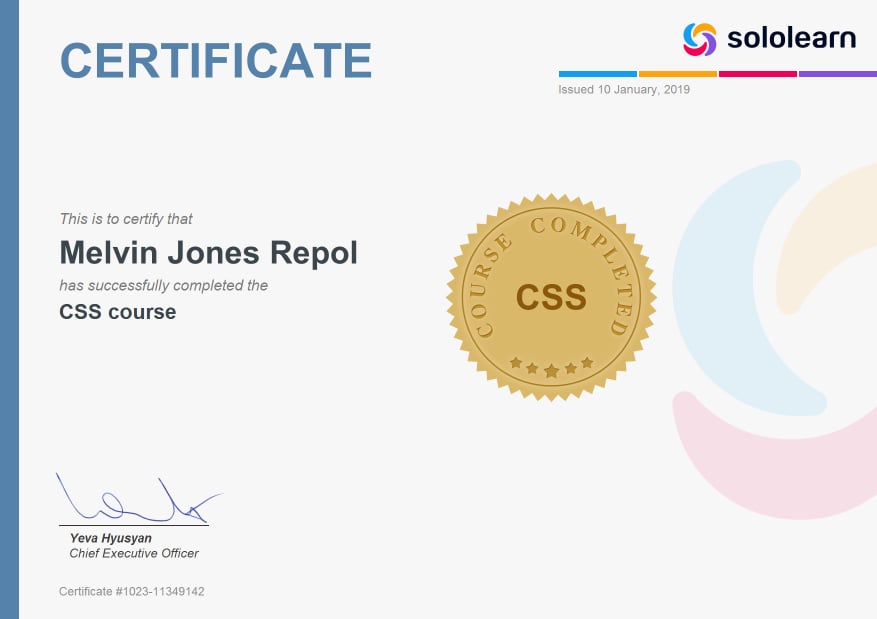 CERTIFICATE
sololearn
Issued 10 January, 2019
This is to certify that
Melvin Jones Repol
has successfully completed the
CSS course
COURSE COMPLETED
CSS
Yeva Hyusyan
Chief Executive Officer
Certificate #1023-11349142